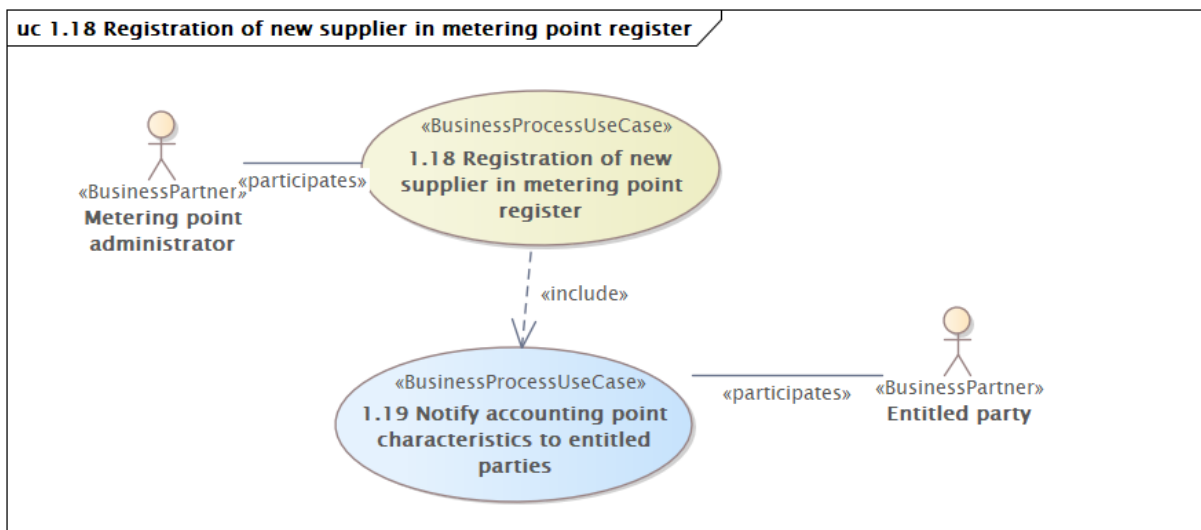 uc 1.18 Registration of new supplier in metering point register
«BusinessProcessUseCase»
1.18 Registration of new
supplier in metering point
register
«participates»
«BusinessPartner»
Metering point
administrator
«include»
«BusinessProcessUseCase»
1.19 Notify accounting point
characteristics to entitled
parties
«participates»
«BusinessPartner»
Entitled party